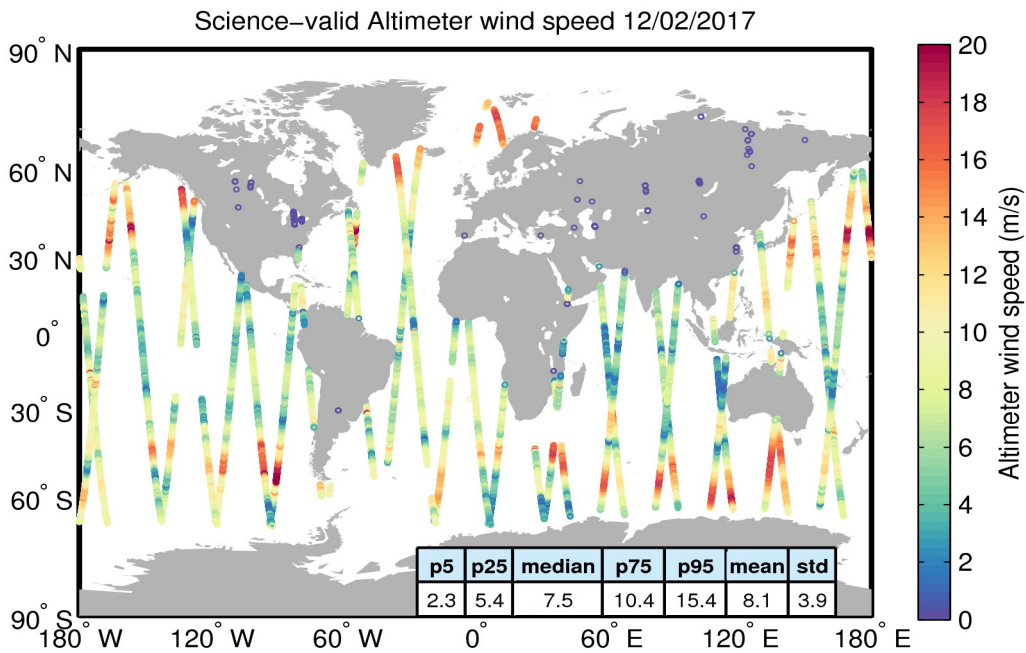 Science−valid Altimeter wind speed 12/02/2017
90° N
60° N
30° N
0°
30° S
60° S
90° S
180° W
120° W
60° W
0°
60° E
120° E
180° E
p5 p25 median p75 p95 mean std
2.3 5.4 7.5 10.4 15.4 8.1 3.9
20
18
16
14
12
10
8
6
4
2
0
Altimeter wind speed (m/s)